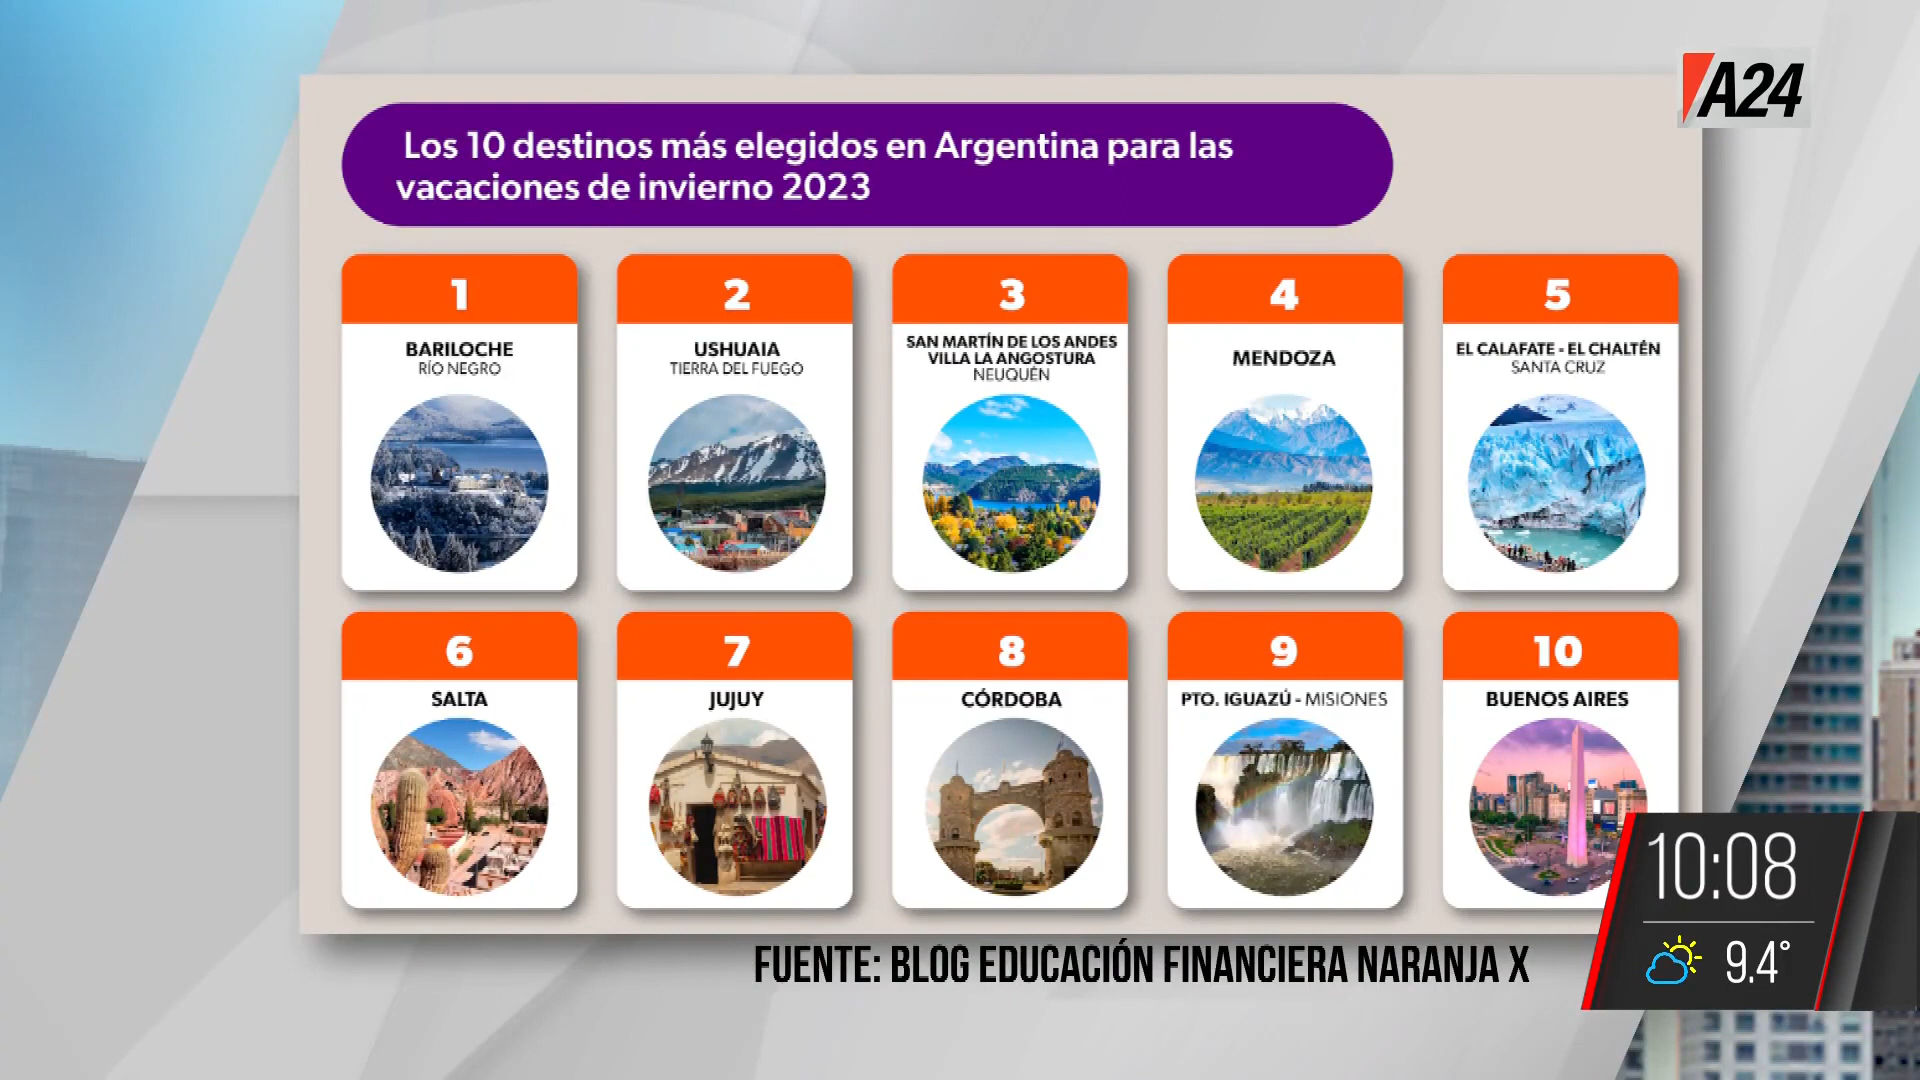 A24
Los 10 destinos más elegidos en Argentina para las
vacaciones de invierno 2023
1
BARILOCHE
RÍO NEGRO
2
USHUAIA
TIERRA DEL FUEGO
3
SAN MARTÍN DE LOS ANDES
VILLA LA ANGOSTURA
NEUQUÉN
4
MENDOZA
5
EL CALAFATE - EL CHALTÉN
SANTA CRUZ
6
SALTA
7
JUJUY
8
CÓRDOBA
9
PTO. IGUAZÚ - MISIONES
10
BUENOS AIRES
FUENTE: BLOG EDUCACIÓN FINANCIERA NARANJA X
10:08
9.4°